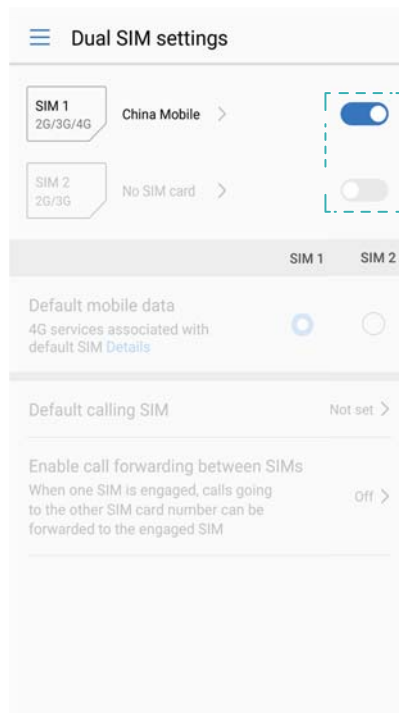 Dual SIM settings
SIM 1
2G/3G/4G
China Mobile
SIM 2
2G/3G
No SIM card
SIM 1 SIM 2
Default mobile data
4G services associated with
default SIM Details
Default calling SIM
Not set
Enable call forwarding between SIMs
When one SIM is engaged, calls going
to the other SIM card number can be
forwarded to the engaged SIM
Off